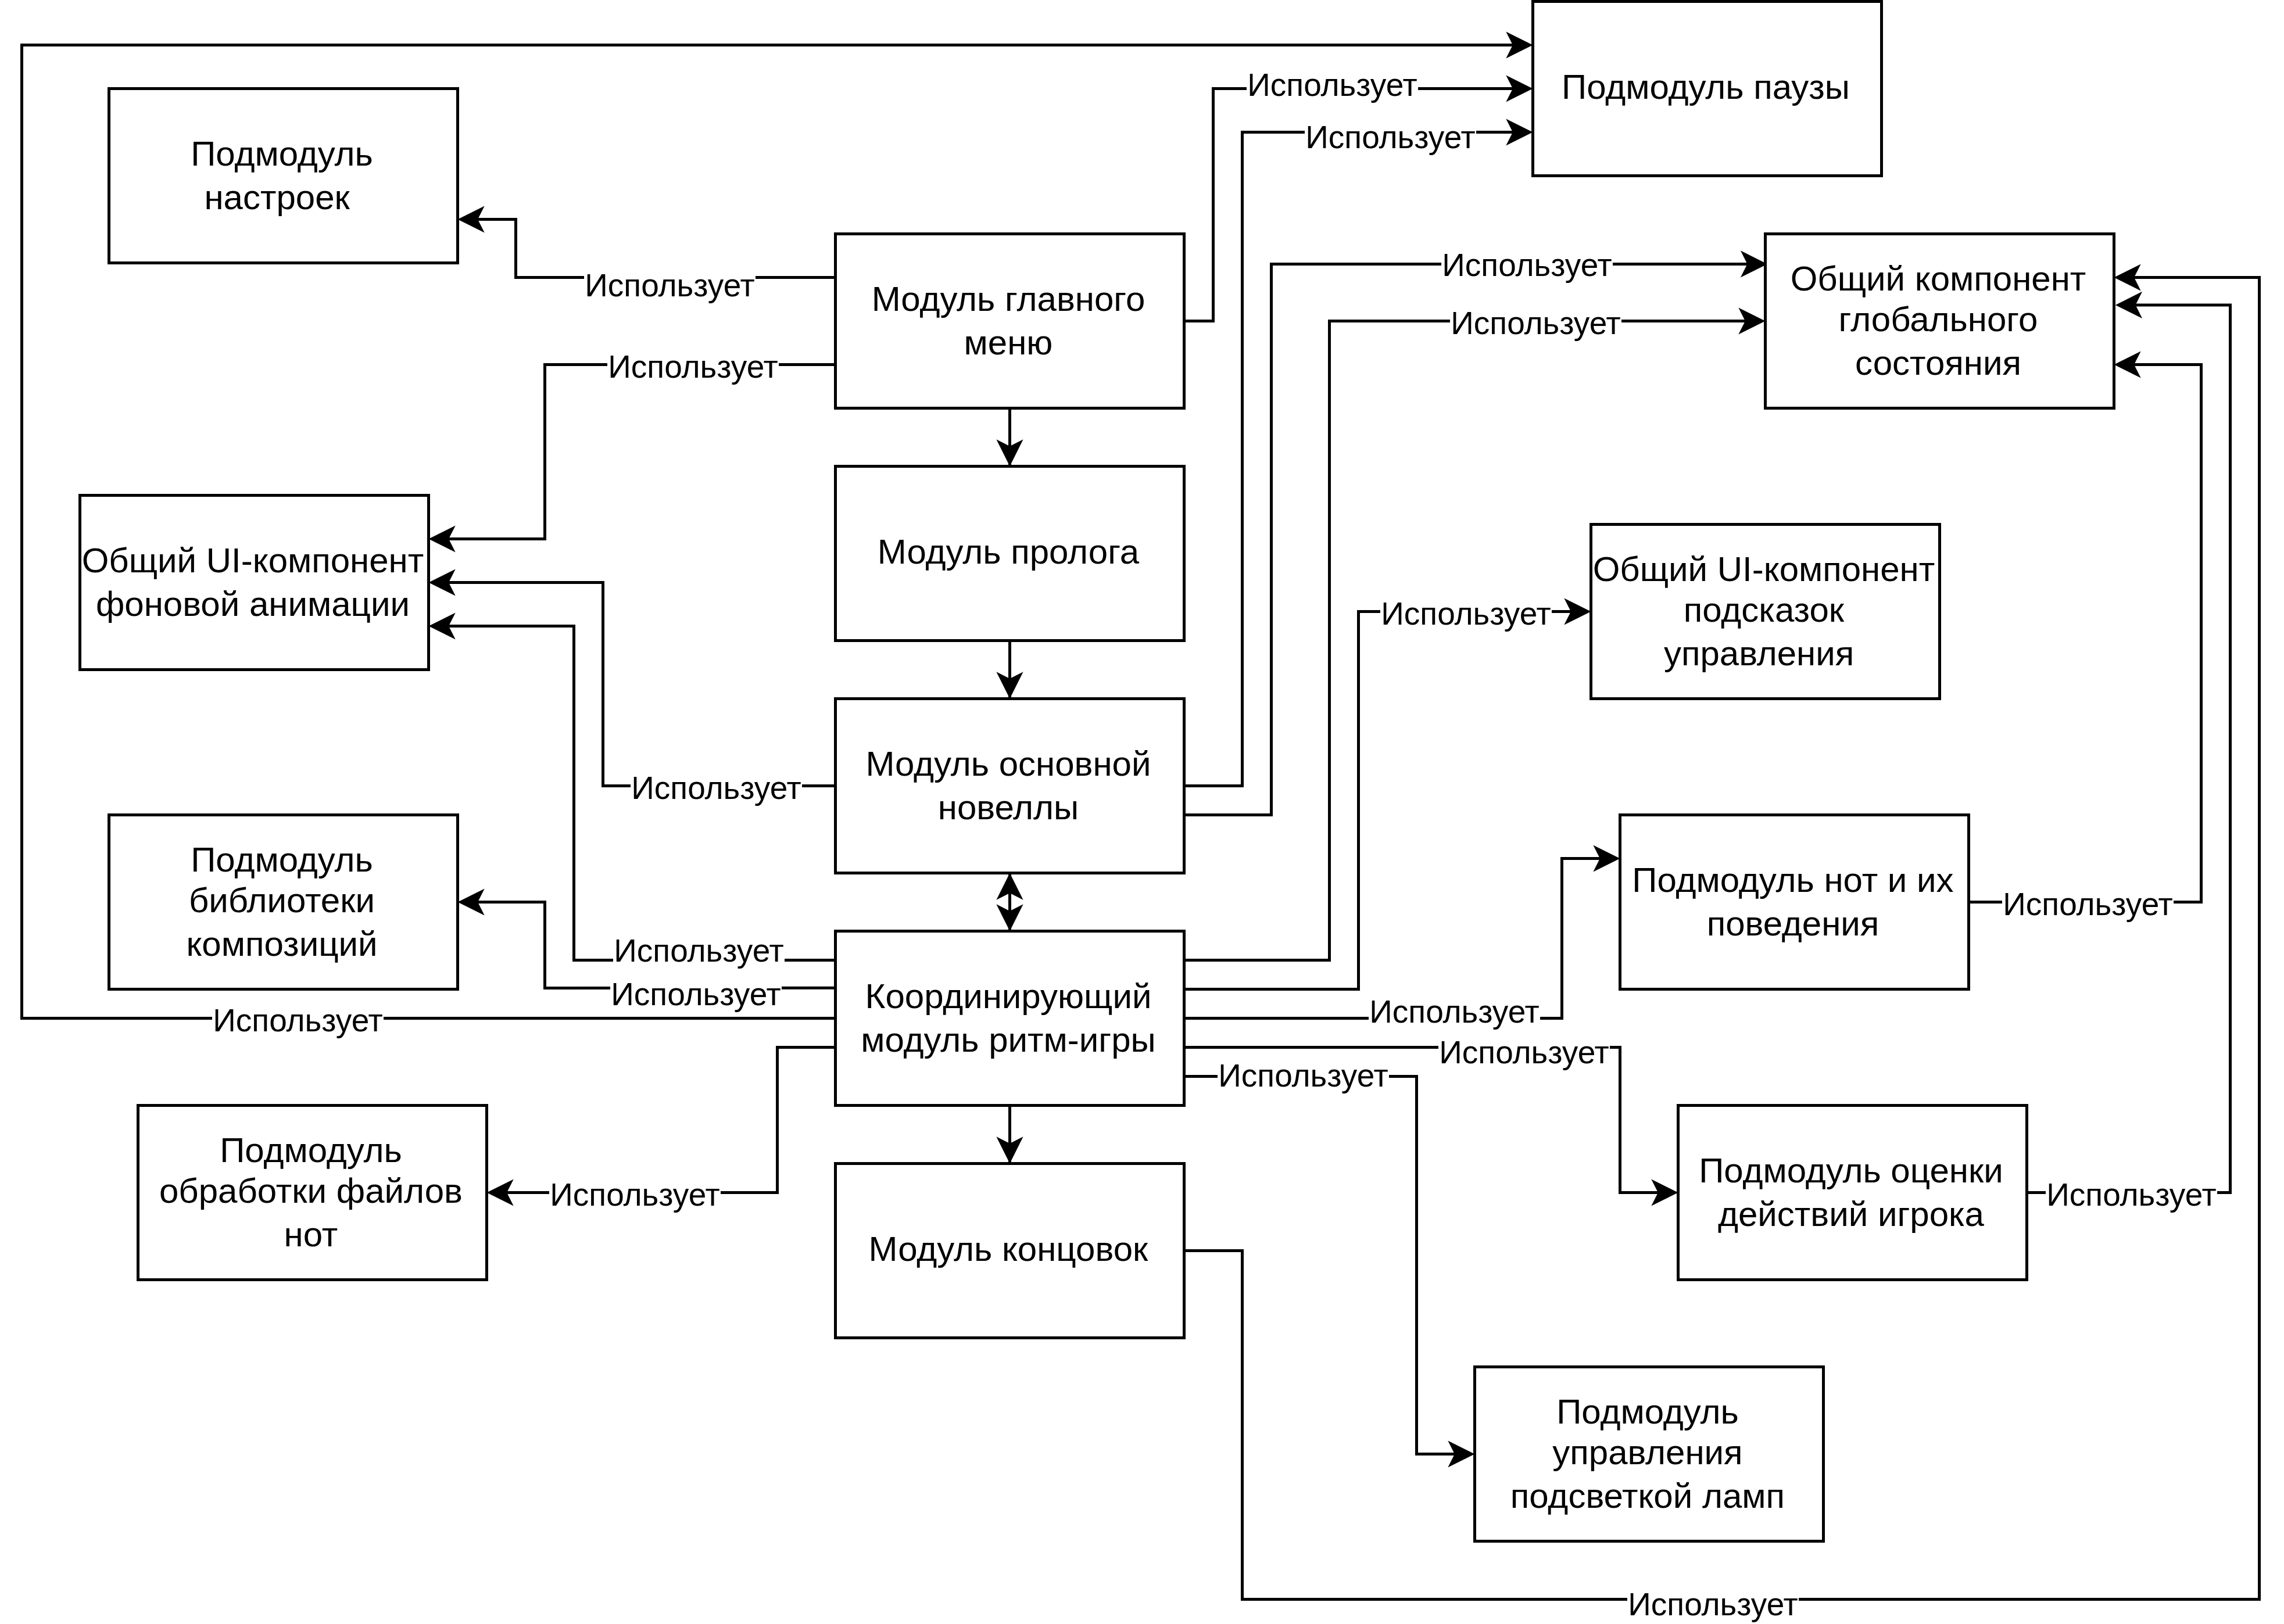 Подмодуль паузы
Использует
Использует
Подмодуль
настроек
Использует
Модуль главного
меню
Использует
Использует
Использует
Общий компонент
глобального
состояния
Модуль пролога
Общий UI-компонент
фоновой анимации
Использует
Общий UI-компонент
подсказок
управления
Использует
Модуль основной
новеллы
Подмодуль
библиотеки
композиций
Подмодуль нот и их
поведения
Использует
Использует
Использует
Использует
Координирующий
модуль ритм-игры
Использует
Использует
Использует
Подмодуль
обработки файлов
нот
Использует
Модуль концовок
Подмодуль оценки
действий игрока
Использует
Подмодуль
управления
подсветкой ламп
Использует